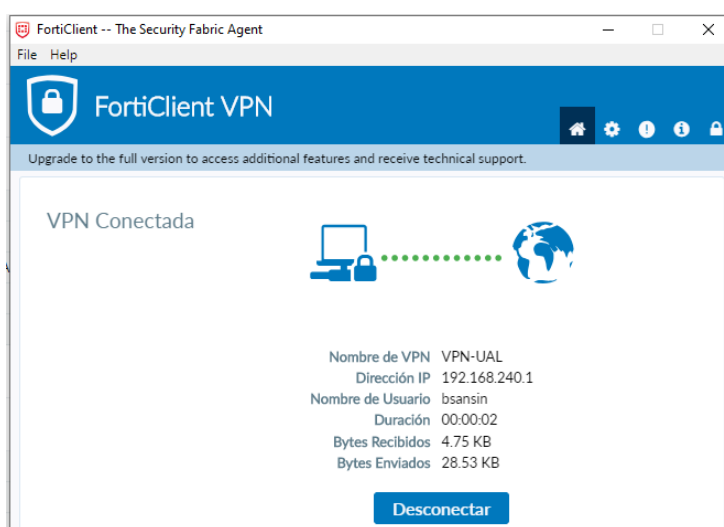 FortiClient -- The Security Fabric Agent
File Help
FortiClient VPN
Upgrade to the full version to access additional features and receive technical support.
VPN Conectada
Nombre de VPN VPN-UAL
Dirección IP 192.168.240.1
Nombre de Usuario bsansin
Duración 00:00:02
Bytes Recibidos 4.75 KB
Bytes Enviados 28.53 KB
Desconectar